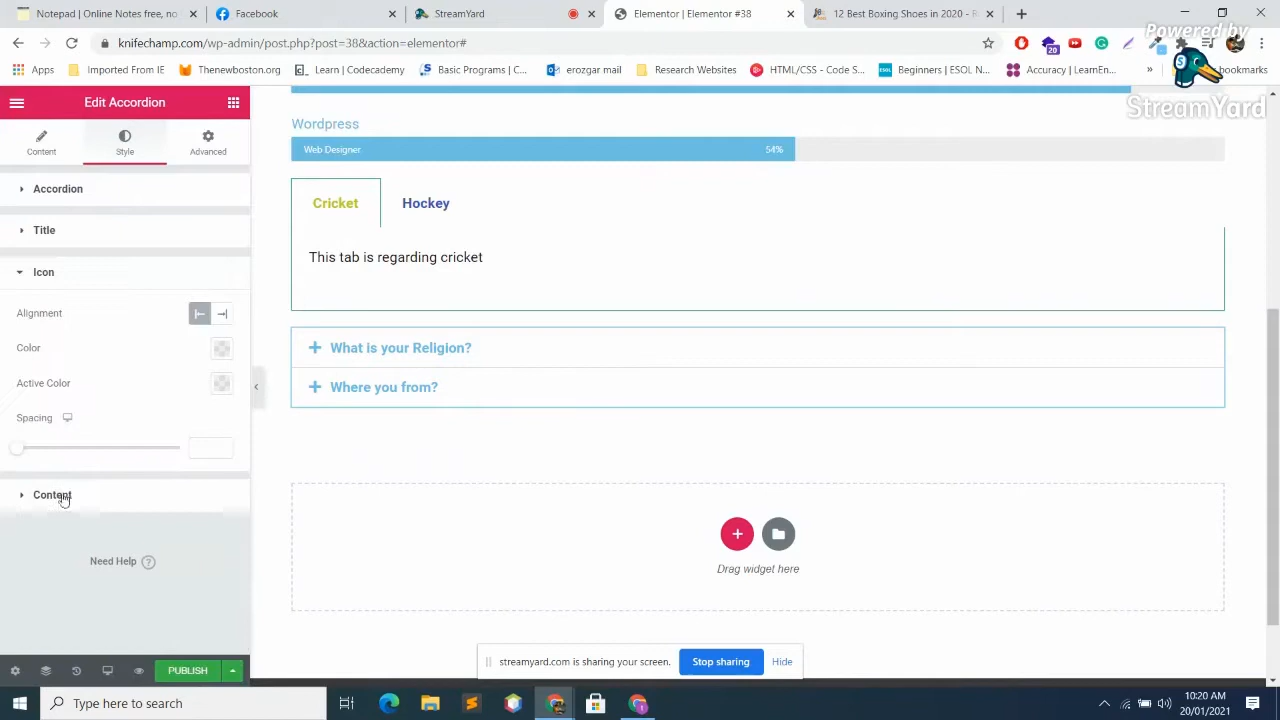 Notepad | Online Notes free, no
Facebook
StreamYard
Elementor | Elementor #38
12 Best Boxing Shoes in 2020 - R
knifechamp.com/wp-admin/post.php?post=38&action=elementor#
20
Powered by
StreamYard
Apps
Imported From IE
Thenewboston.org
Learn | Codecademy
Basic Programs | C...
erozgar mail
Research Websites
HTML/CSS - Code S...
Beginners | ESOL N...
Accuracy | LearnEn...
»
bookmarks
Edit Accordion
Content
Style
Advanced
Accordion
Title
Icon
Alignment
Color
Active Color
Spacing
Content
Need Help ?
PUBLISH
Wordpress
Web Designer
54%
Cricket
Hockey
This tab is regarding cricket
What is your Religion?
Where you from?
Drag widget here
streamyard.com is sharing your screen.
Stop sharing
Hide
Type here to search
10:20 AM
20/01/2021